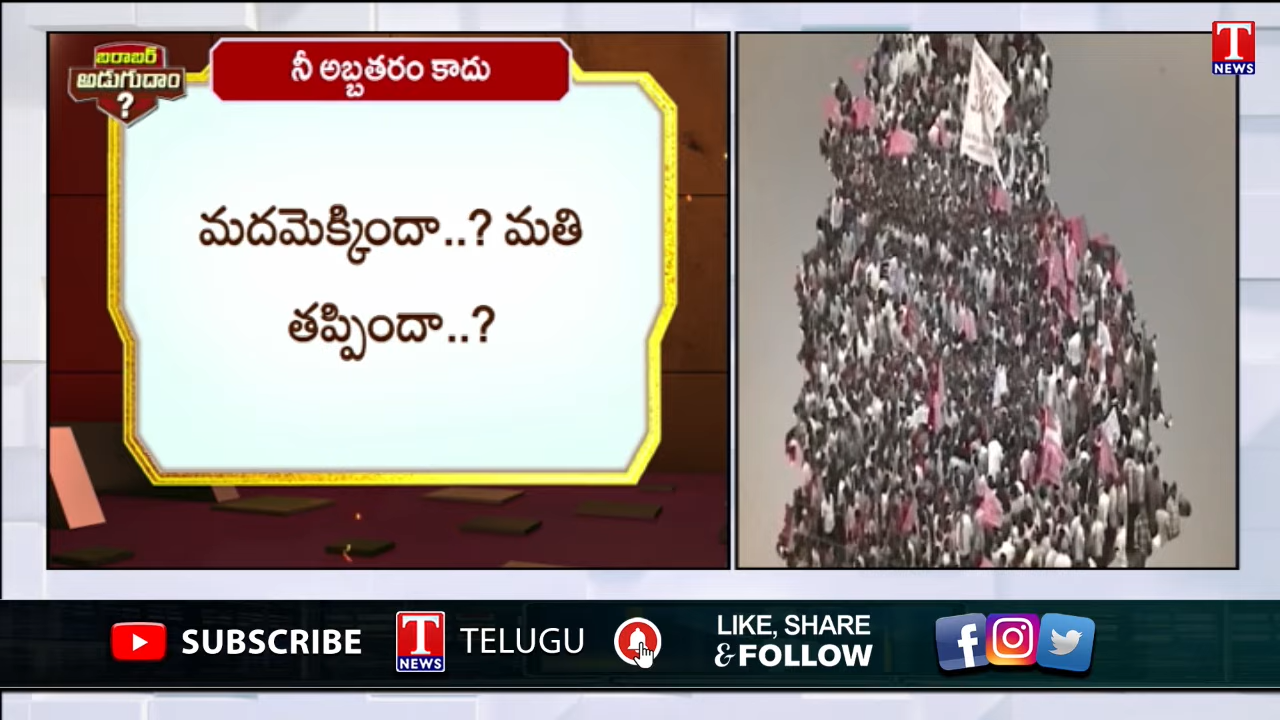 బరాబర్
అడుగుదాం
?
నీ అబ్బతరం కాదు
మదమెక్కిందా..? మతి
తప్పిందా..?
T
NEWS
SUBSCRIBE
T
NEWS
TELUGU
LIKE, SHARE
& FOLLOW